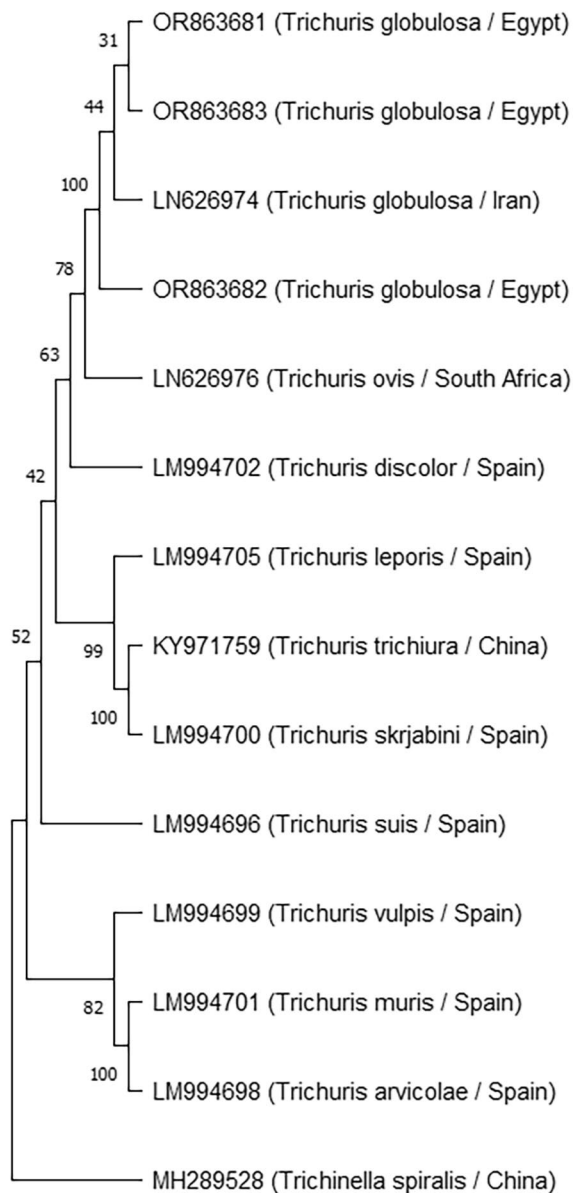 31
OR863681 (Trichuris globulosa / Egypt)
44
OR863683 (Trichuris globulosa / Egypt)
100
LN626974 (Trichuris globulosa / Iran)
78
OR863682 (Trichuris globulosa / Egypt)
63
LN626976 (Trichuris ovis / South Africa)
42
LM994702 (Trichuris discolor / Spain)
LM994705 (Trichuris leporis / Spain)
52
99
KY971759 (Trichuris trichiura / China)
100
LM994700 (Trichuris skrjabini / Spain)
LM994696 (Trichuris suis / Spain)
LM994699 (Trichuris vulpis / Spain)
82
LM994701 (Trichuris muris / Spain)
100
LM994698 (Trichuris arvicolae / Spain)
MH289528 (Trichinella spiralis / China)